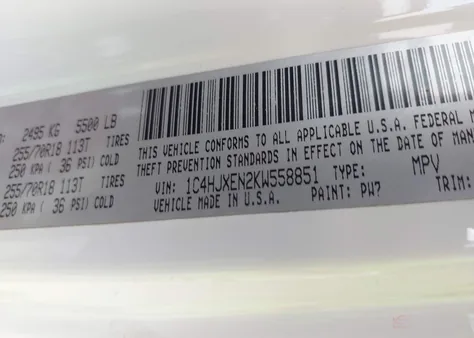 : 2495 KG 5500 LB
255/70R18 113T TIRES
250 KPA ( 36 PSI) COLD
255/70R18 113T TIRES
250 KPA ( 36 PSI) COLD
THIS VEHICLE CONFORMS TO ALL APPLICABLE U.S.A. FEDERAL M
THEFT PREVENTION STANDARDS IN EFFECT ON THE DATE OF MAN
VIN: 1C4HJXEN2KW558851 TYPE: MPV
VEHICLE MADE IN U.S.A. PAINT: PW7 TRIM: